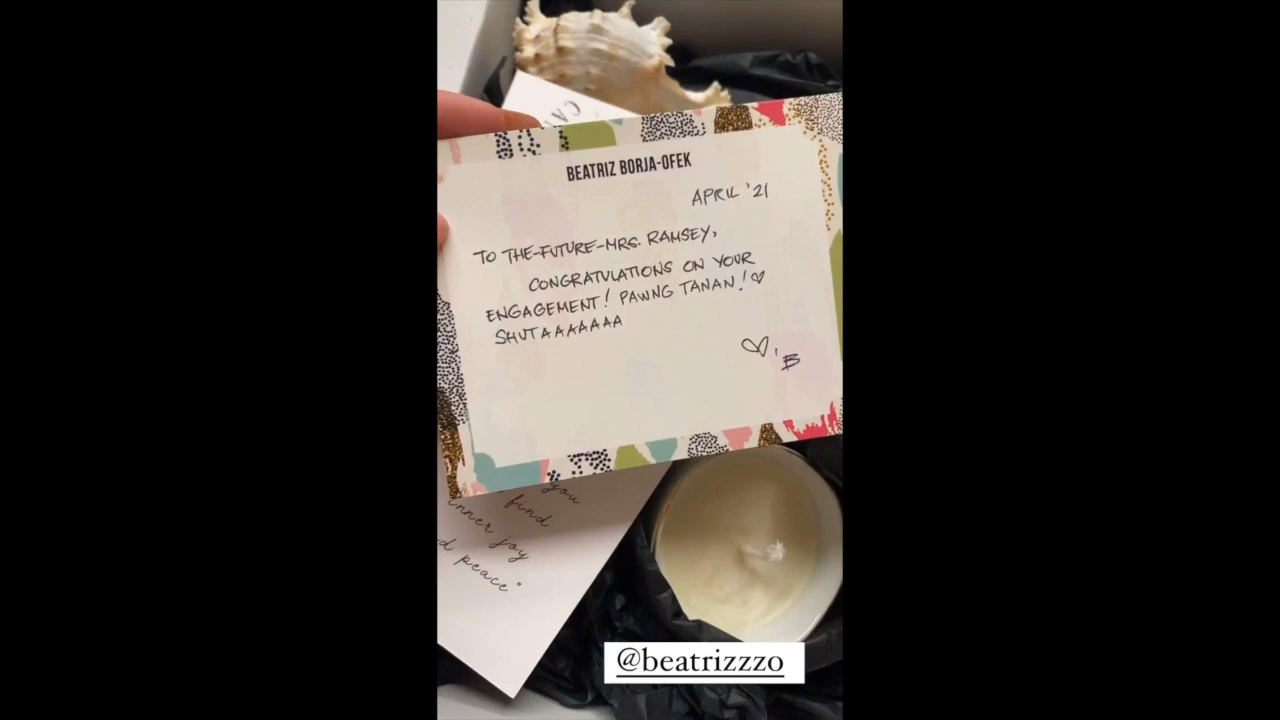 CA
BEATRIZ BORJA-OFEK
APRIL '21
TO THE-FUTURE-MRS. RAMSEY,
CONGRATULATIONS ON YOUR
ENGAGEMENT! PAWNG TANAN! ♡
SHUTAAAAAAA
♡, B
you
find
inner joy
d peace"
@beatrizzzo